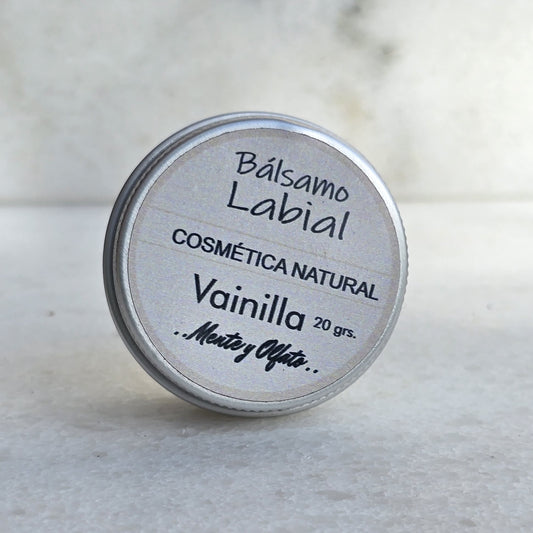 Bálsamo
Labial
COSMÉTICA NATURAL
Vainilla 20 grs.
..Mente y Olfato..